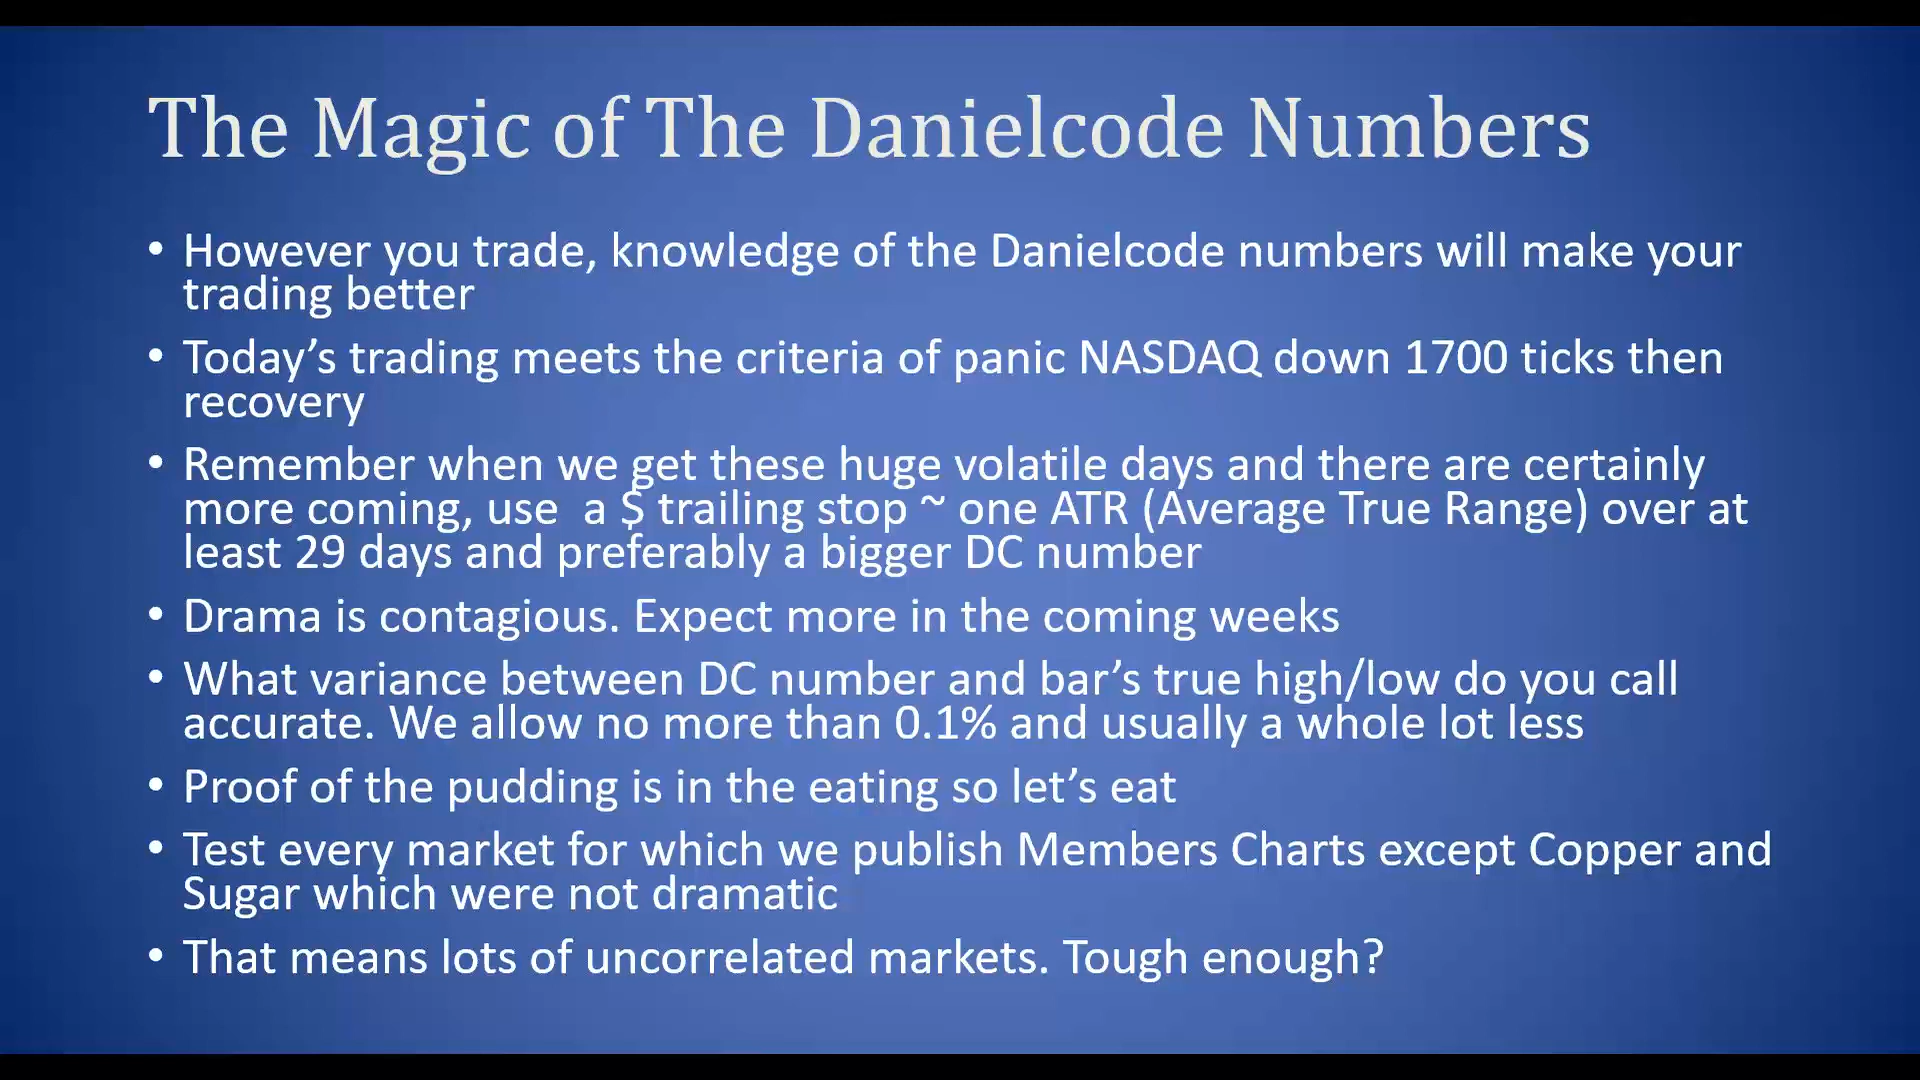 The Magic of The Danielcode Numbers
• However you trade, knowledge of the Danielcode numbers will make your
trading better
• Today’s trading meets the criteria of panic NASDAQ down 1700 ticks then
recovery
• Remember when we get these huge volatile days and there are certainly
more coming, use  a $ trailing stop ~ one ATR (Average True Range) over at
least 29 days and preferably a bigger DC number
• Drama is contagious. Expect more in the coming weeks
• What variance between DC number and bar’s true high/low do you call
accurate. We allow no more than 0.1% and usually a whole lot less
• Proof of the pudding is in the eating so let’s eat
• Test every market for which we publish Members Charts except Copper and
Sugar which were not dramatic
• That means lots of uncorrelated markets. Tough enough?